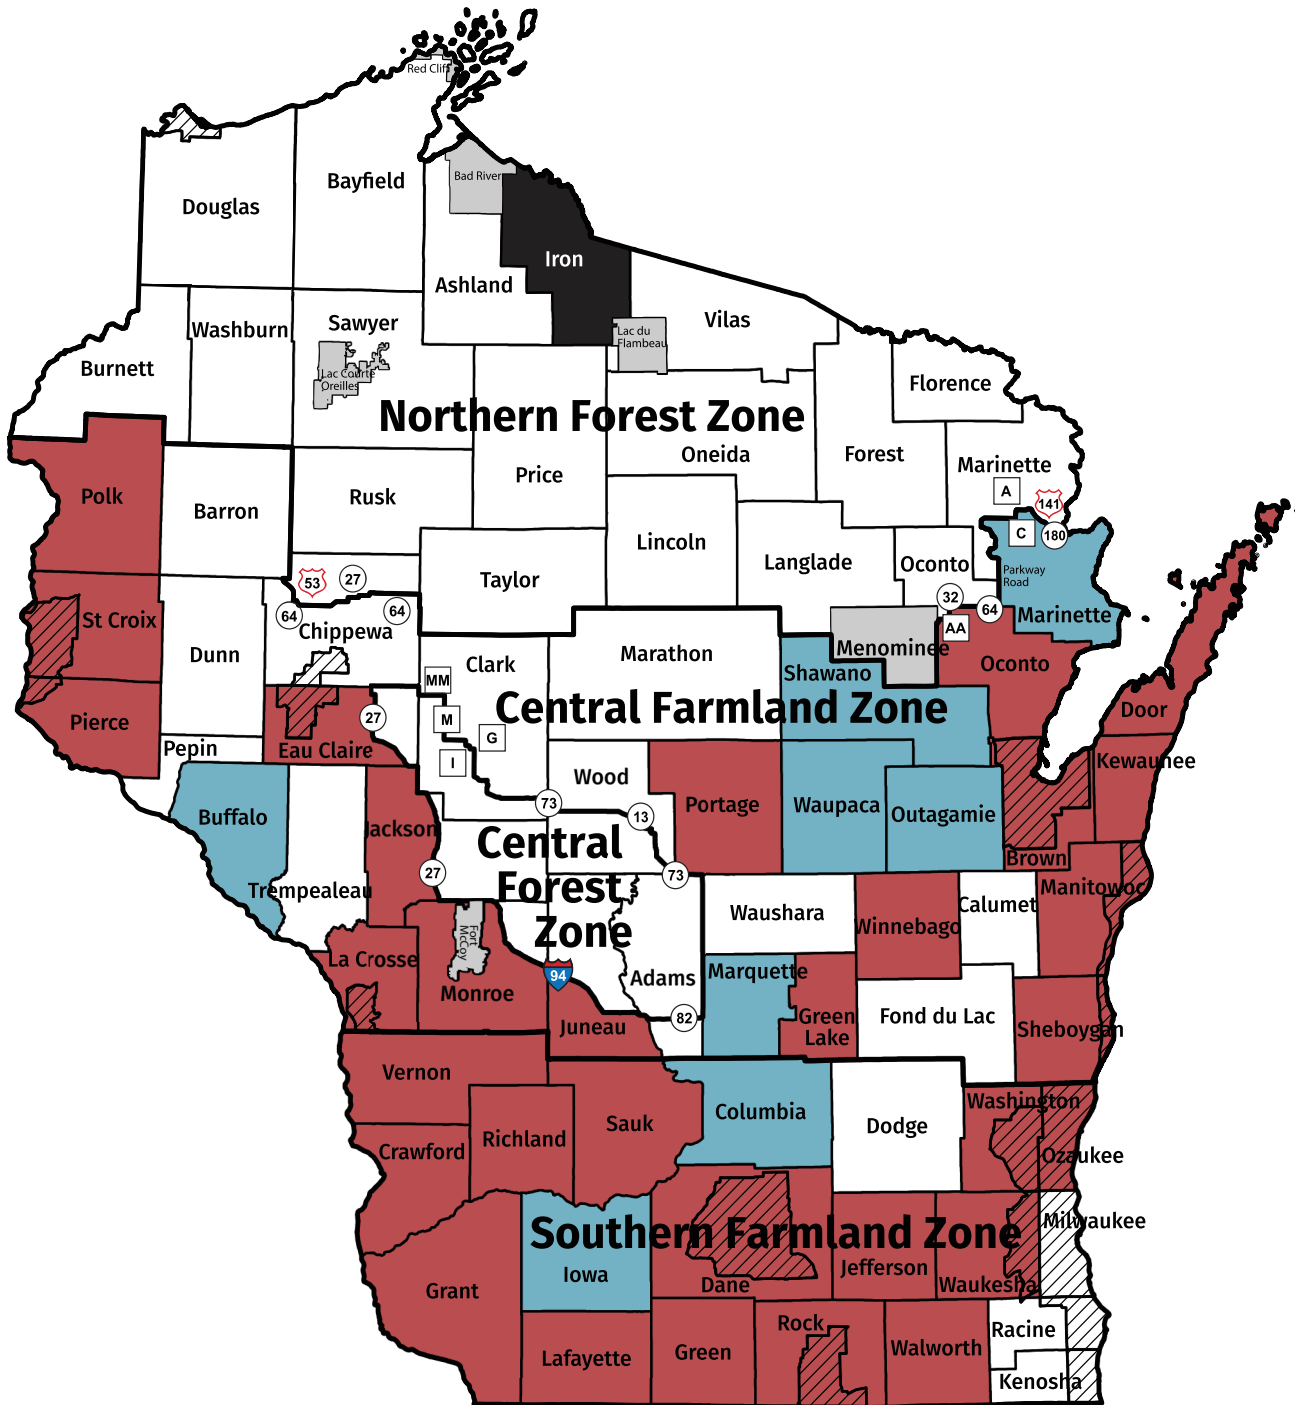 Red Cliff
Bad River
Bayfield
Douglas
Iron
Ashland
Vilas
Washburn
Sawyer
Lac du
Flambeau
Burnett
Lac Courte
Oreilles
Florence
Northern Forest Zone
Oneida
Forest
Marinette
Price
Polk
Rusk
A
141
Barron
C
180
Lincoln
Langlade
Oconto
Parkway
Road
Taylor
53
27
32
64
64
64
St Croix
Chippewa
Marinette
AA
Dunn
Clark
Marathon
Menominee
Oconto
MM
Shawano
Central Farmland Zone
Pierce
27
M
G
Door
Pepin
Eau Claire
I
Kewaunee
Wood
Buffalo
73
13
Portage
Waupaca
Outagamie
Jackson
Central
Forest
Zone
Brown
27
73
Trempealeau
Manitowoc
Calumet
Waushara
Winnebago
Fort
McCoy
La Crosse
94
Adams
Marquette
Monroe
82
Juneau
Green
Lake
Fond du Lac
Sheboygan
Vernon
Columbia
Washington
Sauk
Dodge
Richland
Crawford
Ozaukee
Milwaukee
Southern Farmland Zone
Iowa
Dane
Jefferson
Waukesha
Grant
Rock
Racine
Lafayette
Green
Walworth
Kenosha